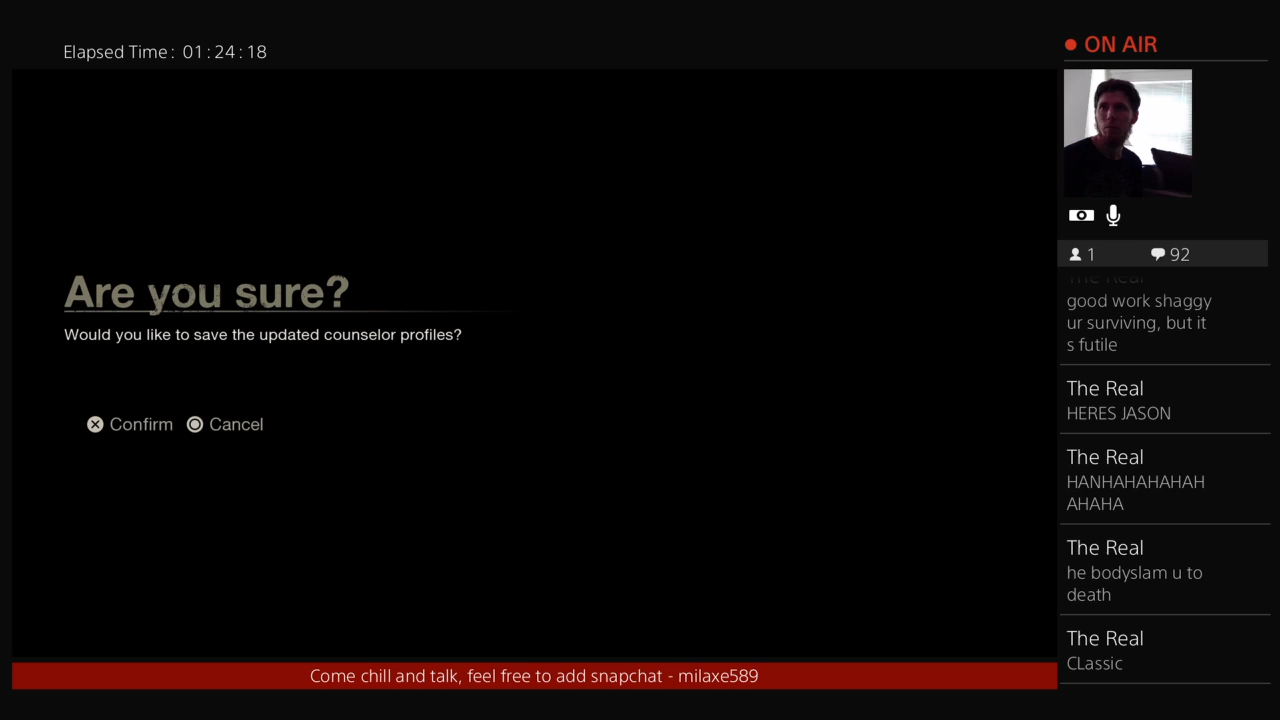 Elapsed Time: 01:24:18
ON AIR
1 92
The Real
good work shaggy
ur surviving, but it
s futile
The Real
HERES JASON
The Real
HANHAHAHAHAH
AHAHA
The Real
he bodyslam u to
death
The Real
CLassic
Are you sure?
Would you like to save the updated counselor profiles?
Confirm Cancel
Come chill and talk, feel free to add snapchat - milaxe589